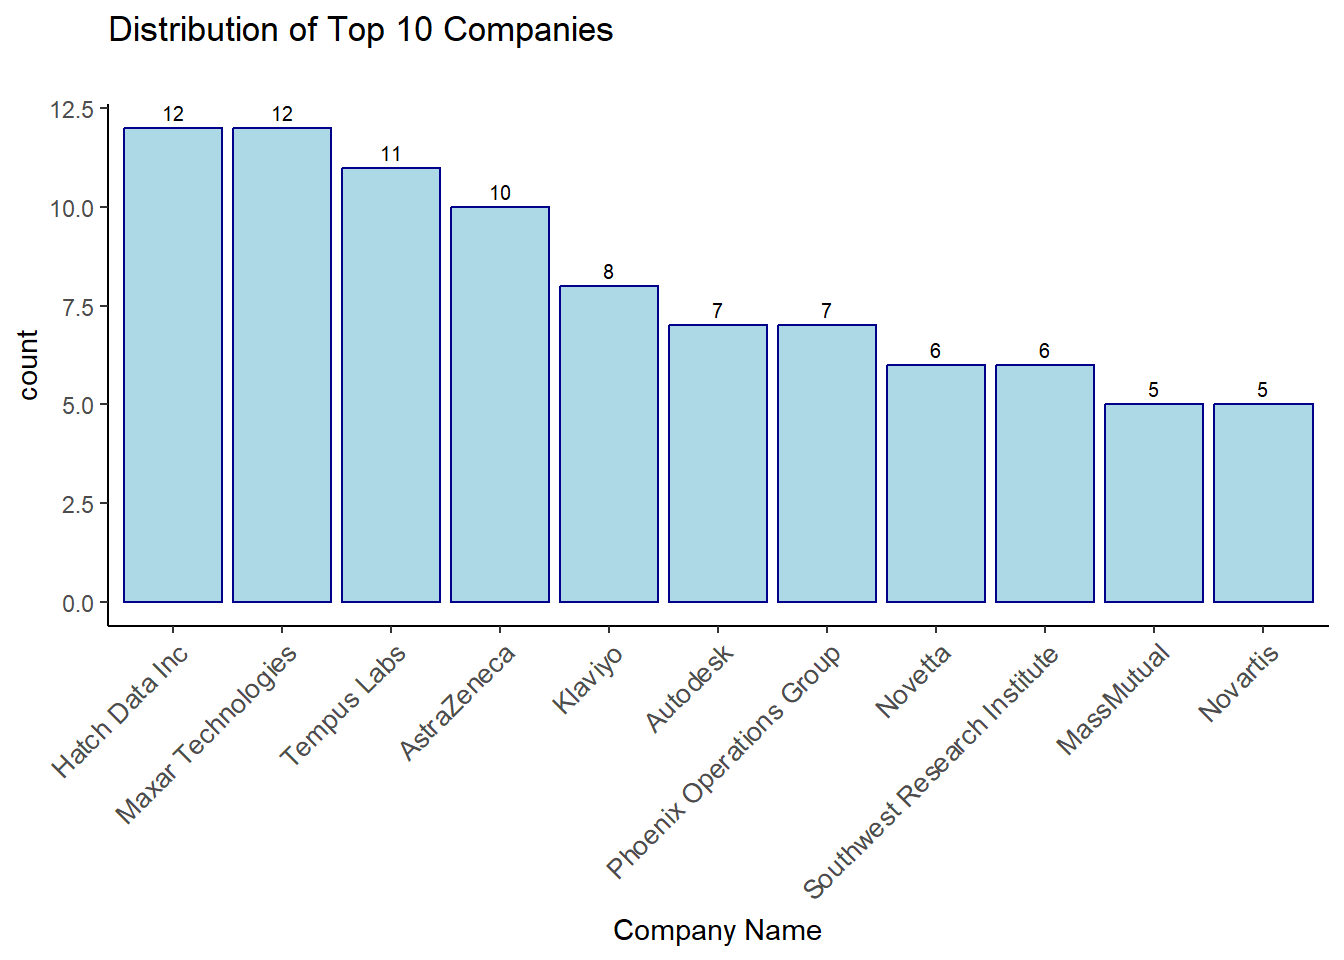 Distribution of Top 10 Companies
12.5
10.0
7.5
5.0
2.5
0.0
count
12
12
11
10
8
7
7
6
6
5
5
Hatch Data Inc
Maxar Technologies
Tempus Labs
AstraZeneca
Klaviyo
Autodesk
Phoenix Operations Group
Novetta
Southwest Research Institute
MassMutual
Novartis
Company Name